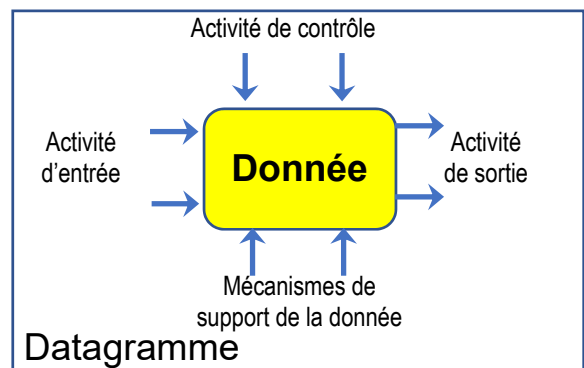 Activité de contrôle
Activité
d’entrée
Donnée
Activité
de sortie
Mécanismes de
support de la donnée
Datagramme